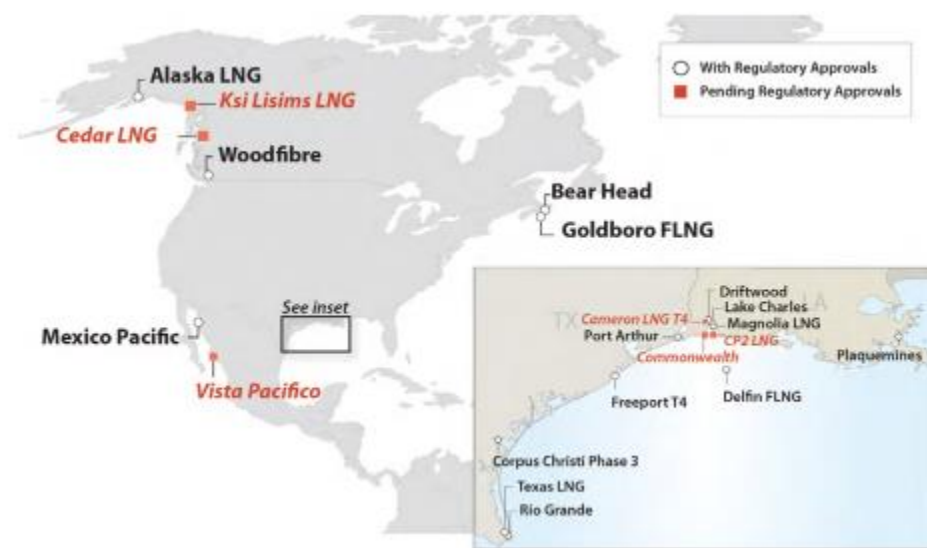 With Regulatory Approvals
Pending Regulatory Approvals
Alaska LNG
Ksi Lisims LNG
Cedar LNG
Woodfibre
Bear Head
Goldboro FLNG
See inset
Mexico Pacific
Vista Pacifico
TX
LA
Driftwood
Lake Charles
Cameron LNG T4
Magnolia LNG
Port Arthur
CP2 LNG
Commonwealth
Plaquemines
Freeport T4
Delfin FLNG
Corpus Christi Phase 3
Texas LNG
Rio Grande